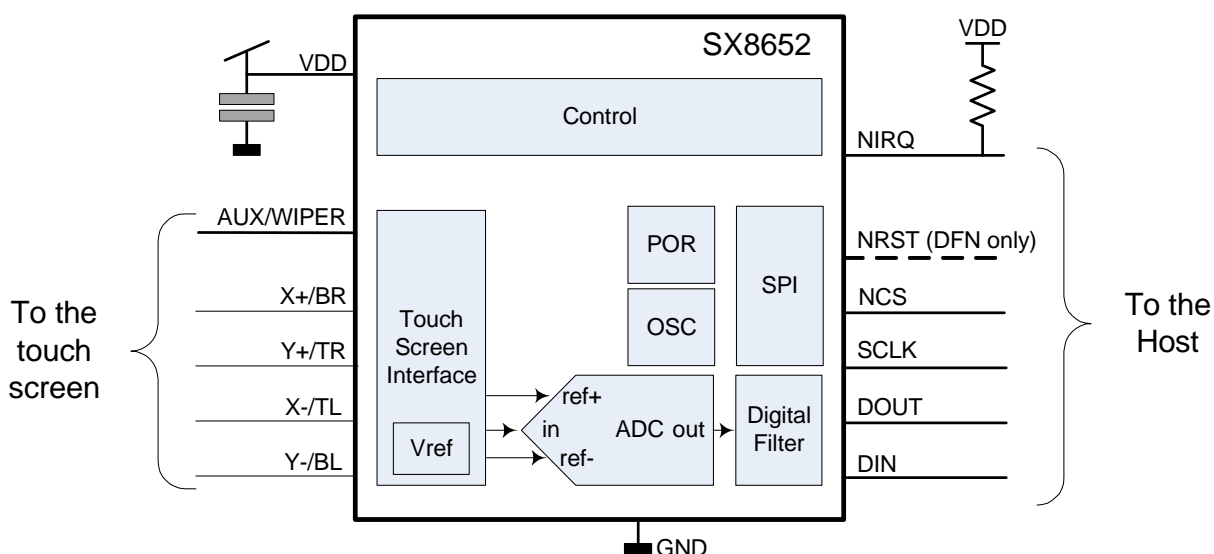 SX8652
VDD
VDD
Control
NIRQ
AUX/WIPER
NRST (DFN only)
POR
SPI
X+/BR
NCS
To the
touch
screen
To the
Host
Touch
Screen
Interface
OSC
Y+/TR
SCLK
ref+
X-/TL
DOUT
in
ADC out
Digital
Filter
Vref
ref-
Y-/BL
DIN
GND